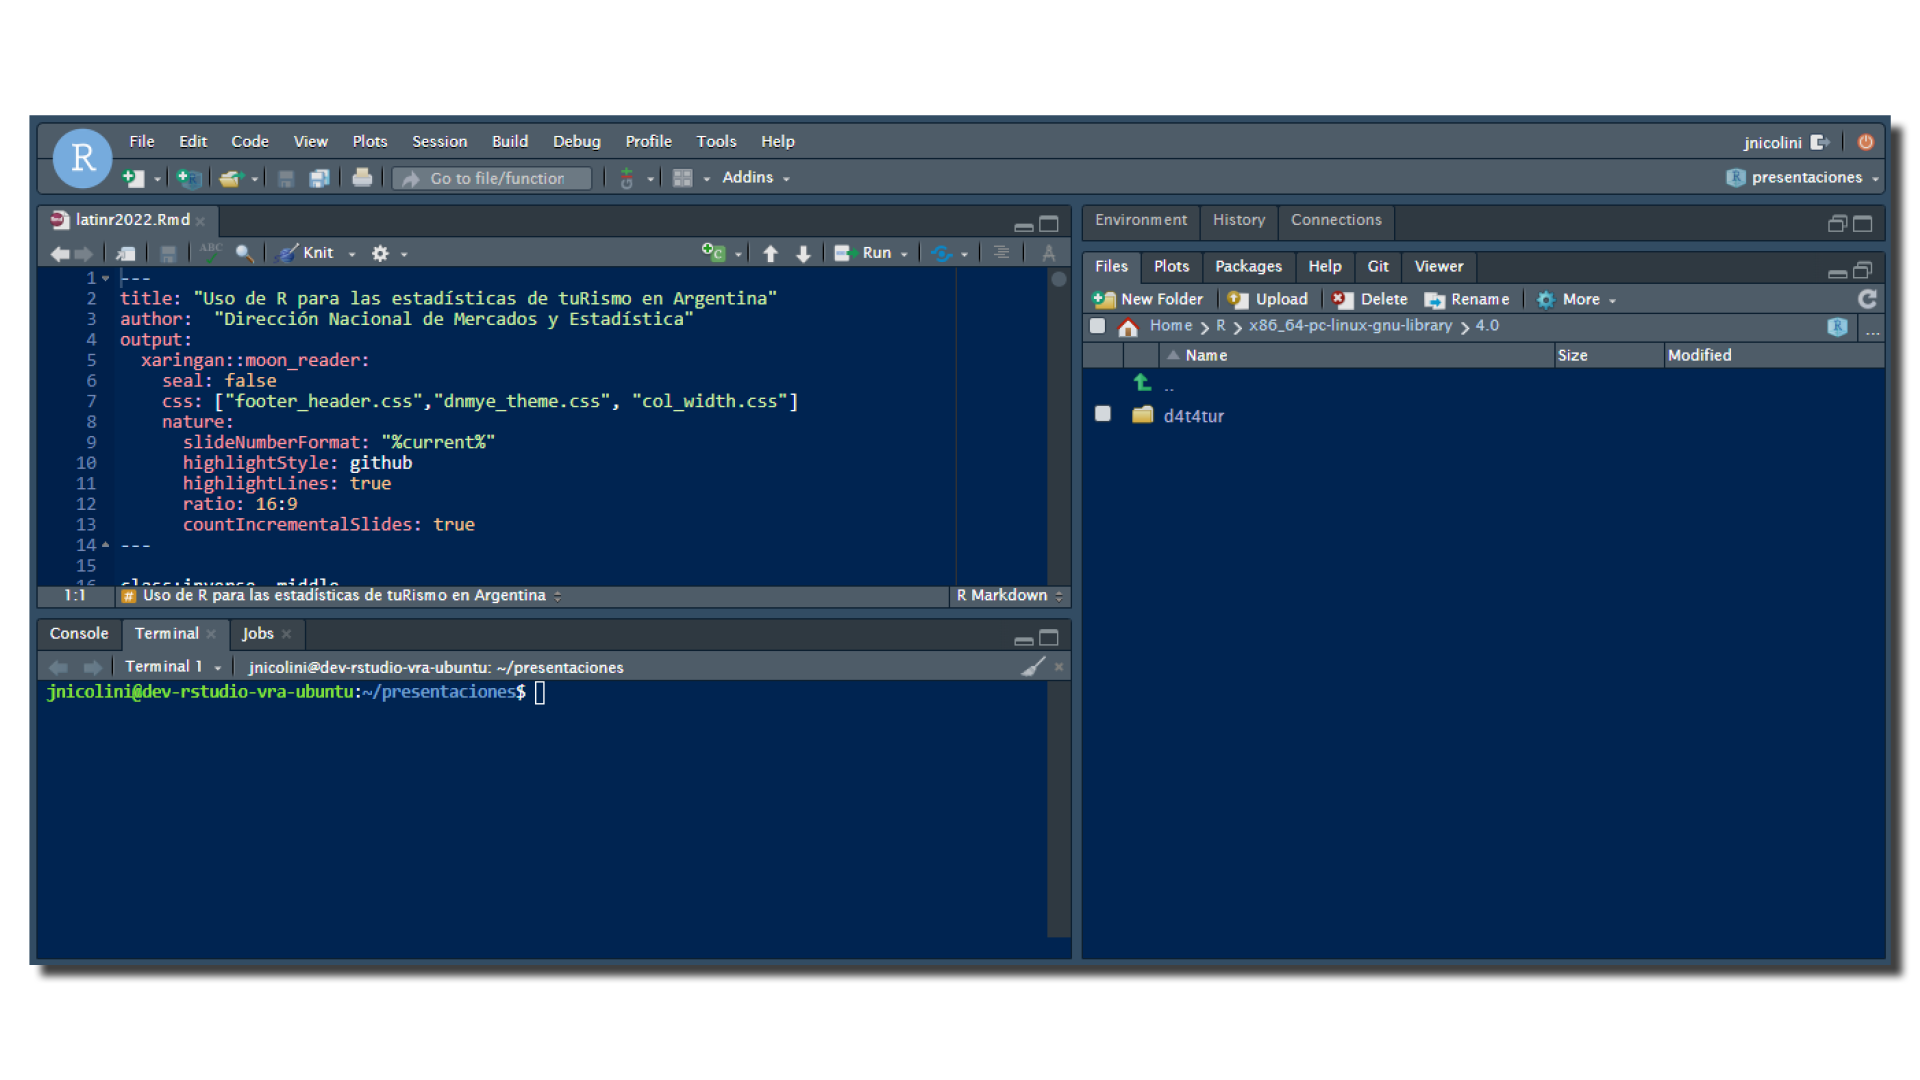 R
File Edit Code View Plots Session Build Debug Profile Tools Help
jnicolini
Go to file/function
Addins
presentaciones
latinr2022.Rmd
ABC
Knit
Run
1 ---
2 title: "Uso de R para las estadísticas de tuRismo en Argentina"
3 author:  "Dirección Nacional de Mercados y Estadística"
4 output:
5   xaringan::moon_reader:
6     seal: false
7     css: ["footer_header.css","dnmye_theme.css", "col_width.css"]
8     nature:
9       slideNumberFormat: "%current%"
10       highlightStyle: github
11       highlightLines: true
12       ratio: 16:9
13       countIncrementalSlides: true
14 ---
15
16 class:inverse, middle
1:1 # Uso de R para las estadísticas de tuRismo en Argentina R Markdown
Console Terminal Jobs
Terminal 1 jnicolini@dev-rstudio-vra-ubuntu: ~/presentaciones
jnicolini@dev-rstudio-vra-ubuntu:~/presentaciones$
Environment History Connections
Files Plots Packages Help Git Viewer
New Folder Upload Delete Rename More
Home R x86_64-pc-linux-gnu-library 4.0 R ...
Name Size Modified
..
d4t4tur